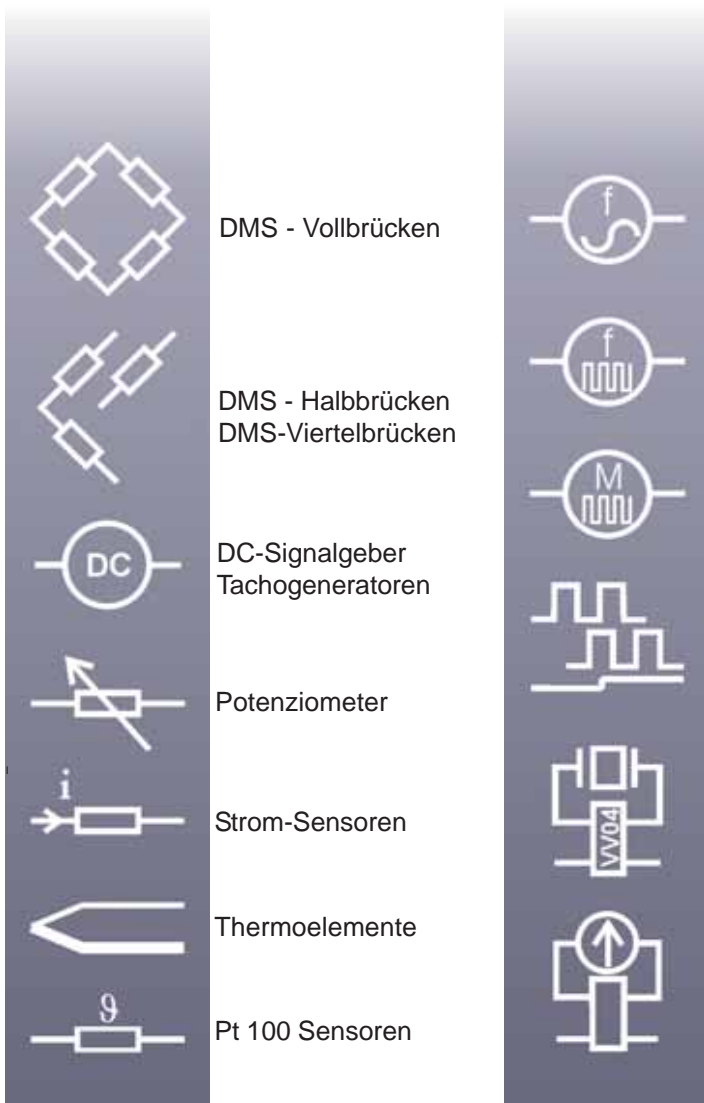 DMS - Vollbrücken
DMS - Halbbrücken
DMS-Viertelbrücken
DC
DC-Signalgeber
Tachogeneratoren
Potenziometer
i
Strom-Sensoren
Thermoelemente
ϑ
Pt 100 Sensoren
f
f
M
VV04